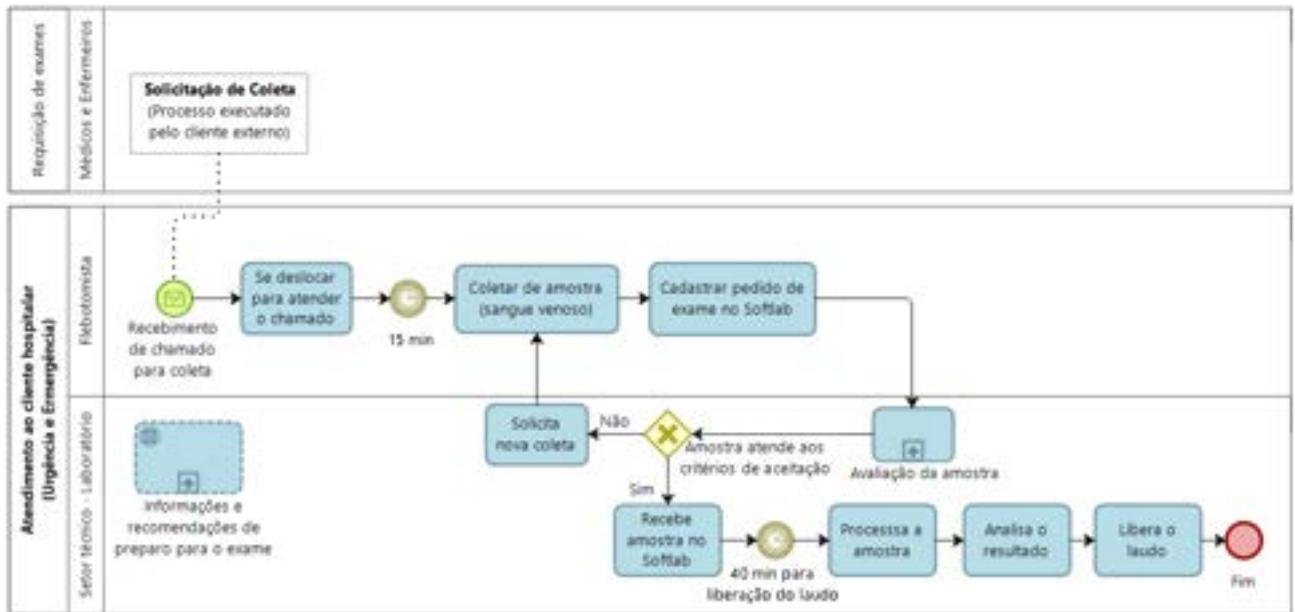 Requisição de exames
Médicos e Enfermeiros
Solicitação de Coleta
(Processo executado
pelo cliente externo)
Atendimento ao cliente hospitalar
(Urgência e Emergência)
Flebotomista
Recebimento
de chamado
para coleta
Se deslocar
para atender
o chamado
15 min
Coletar de amostra
(sangue venoso)
Cadastrar pedido de
exame no Softlab
Setor técnico - Laboratório
Informações e
recomendações de
preparo para o exame
Solicita
nova coleta
Não
Amostra atende aos
critérios de aceitação
Avaliação da amostra
Sim
Recebe
amostra no
Softlab
40 min para
liberação do laudo
Processsa a
amostra
Analisa o
resultado
Libera o
laudo
Fim